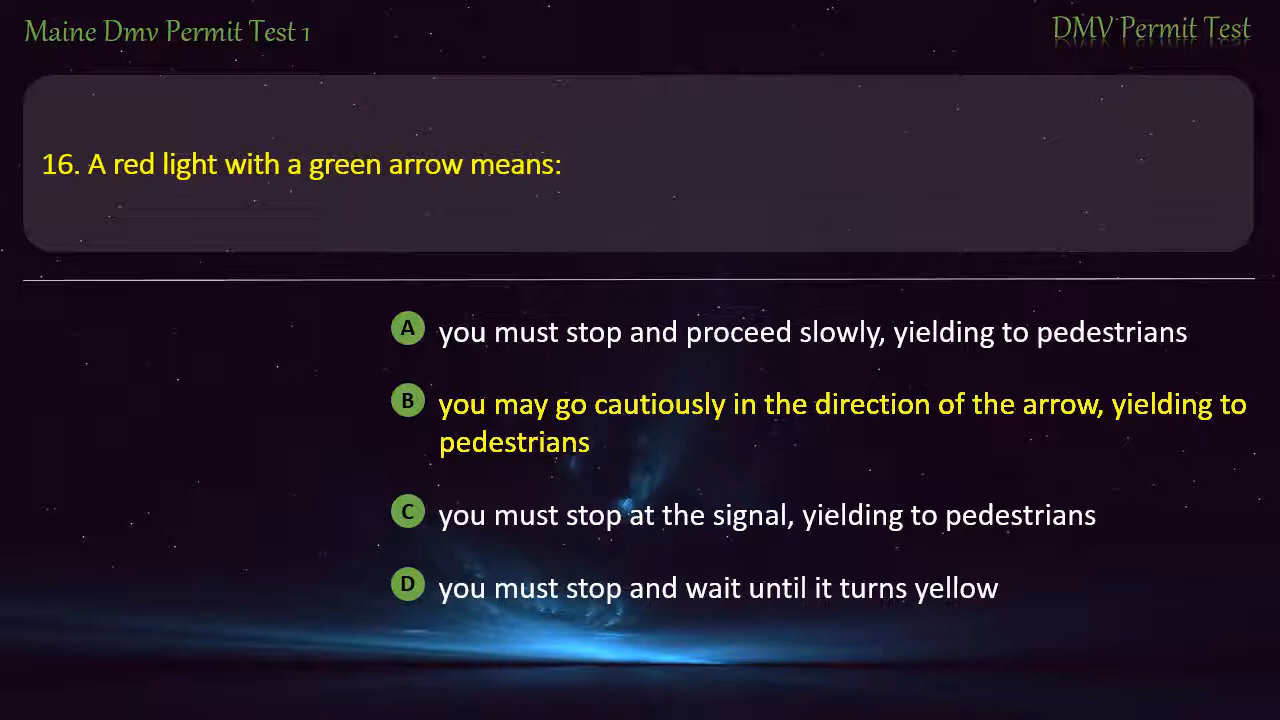 Maine Dmv Permit Test 1
DMV Permit Test
16. A red light with a green arrow means:
A you must stop and proceed slowly, yielding to pedestrians
B you may go cautiously in the direction of the arrow, yielding to
pedestrians
C you must stop at the signal, yielding to pedestrians
D you must stop and wait until it turns yellow